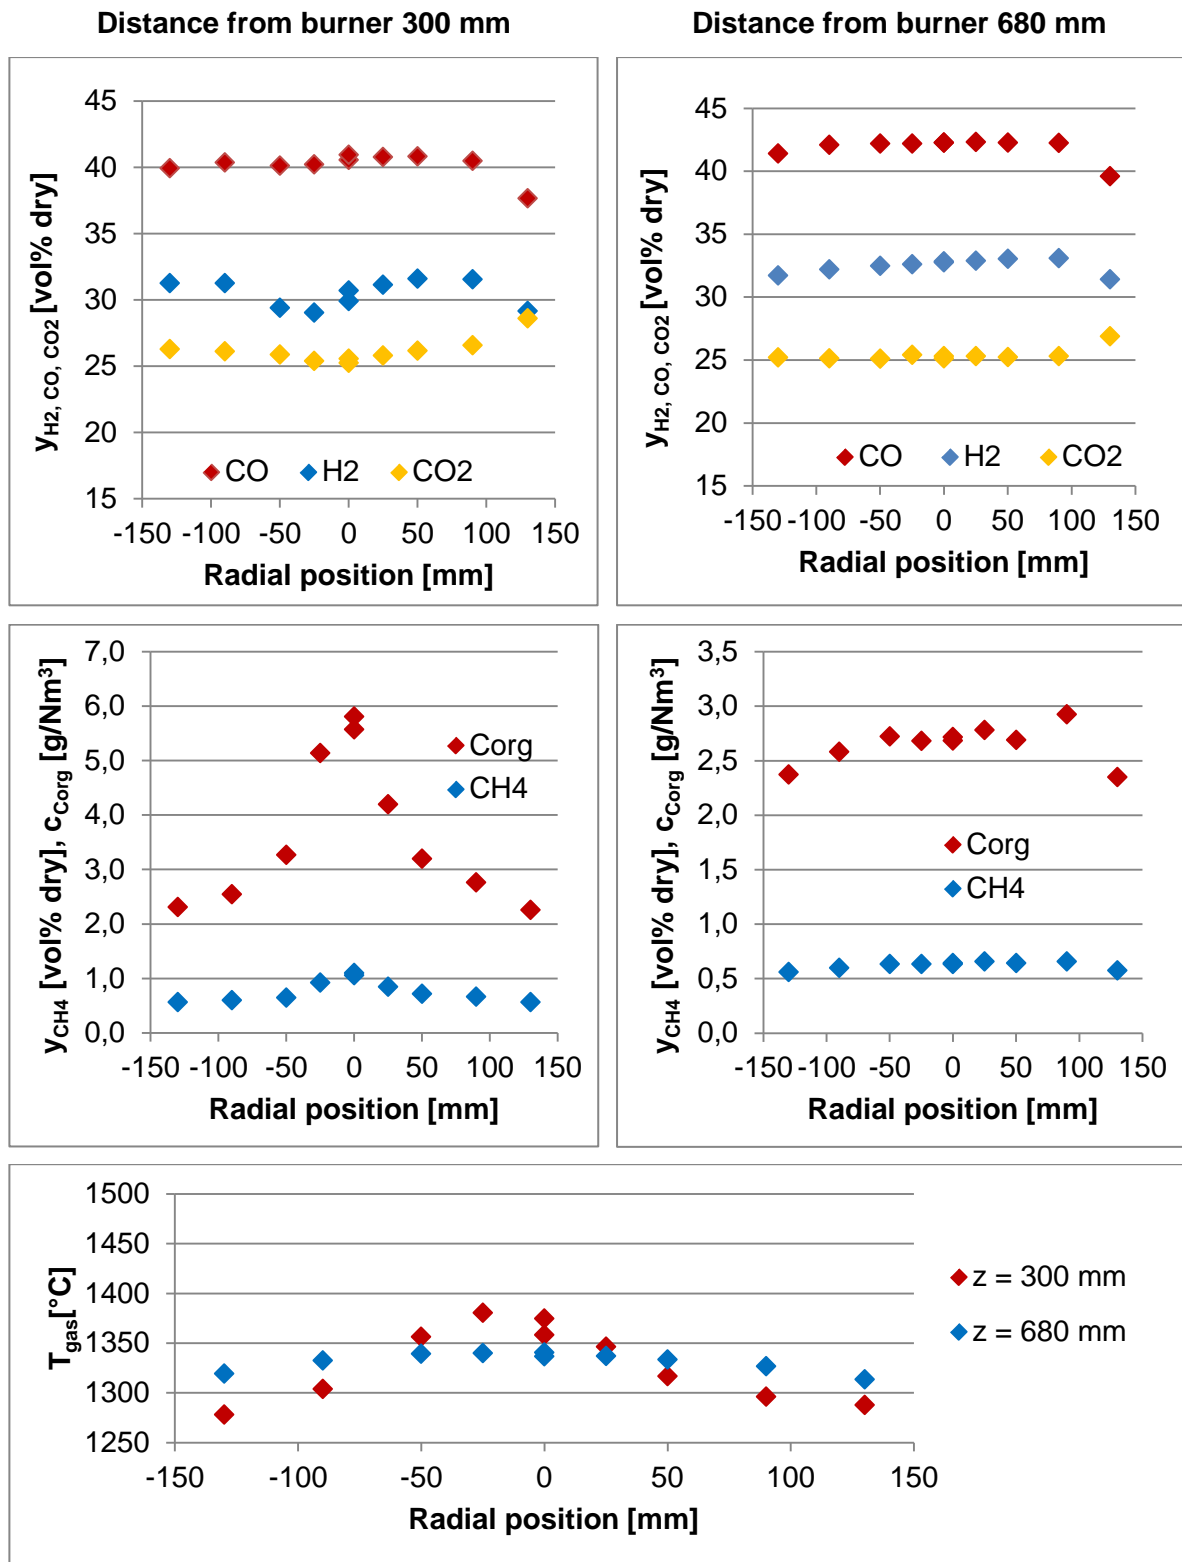 Distance from burner 300 mm
Distance from burner 680 mm
y_H2, CO, CO2 [vol% dry]
45
40
35
30
25
20
15
CO H2 CO2
-150 -100 -50 0 50 100 150
Radial position [mm]
y_H2, CO, CO2 [vol% dry]
45
40
35
30
25
20
15
CO H2 CO2
-150 -100 -50 0 50 100 150
Radial position [mm]
y_CH4 [vol% dry], c_Corg [g/Nm³]
7,0
6,0
5,0
4,0
3,0
2,0
1,0
0,0
Corg
CH4
-150 -100 -50 0 50 100 150
Radial position [mm]
y_CH4 [vol% dry], c_Corg [g/Nm³]
3,5
3,0
2,5
2,0
1,5
1,0
0,5
0,0
Corg
CH4
-150 -100 -50 0 50 100 150
Radial position [mm]
T_gas[°C]
1500
1450
1400
1350
1300
1250
z = 300 mm
z = 680 mm
-150 -100 -50 0 50 100 150
Radial position [mm]